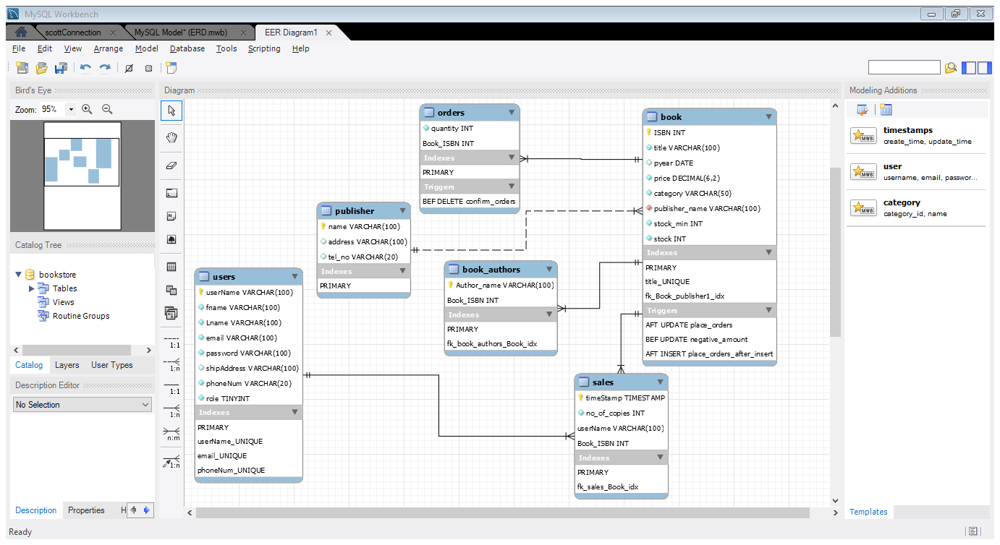 MySQL Workbench
scottConnection
MySQL Model* (ERD.mwb)
EER Diagram1
File Edit View Arrange Model Database Tools Scripting Help
Bird's Eye
Zoom: 95%
Catalog Tree
bookstore
Tables
Views
Routine Groups
Catalog Layers User Types
Description Editor
No Selection
Description Properties H
Ready
Diagram
1:1
1:n
1:1
1:n
n:m
1:n
orders
quantity INT
Book_ISBN INT
Indexes
PRIMARY
Triggers
BEF DELETE confirm_orders
publisher
name VARCHAR(100)
address VARCHAR(100)
tel_no VARCHAR(20)
Indexes
PRIMARY
users
userName VARCHAR(100)
fname VARCHAR(100)
Lname VARCHAR(100)
email VARCHAR(100)
password VARCHAR(100)
shipAddress VARCHAR(100)
phoneNum VARCHAR(20)
role TINYINT
Indexes
PRIMARY
userName_UNIQUE
email_UNIQUE
phoneNum_UNIQUE
book_authors
Author_name VARCHAR(100)
Book_ISBN INT
Indexes
PRIMARY
fk_book_authors_Book_idx
book
ISBN INT
title VARCHAR(100)
pyear DATE
price DECIMAL(6,2)
category VARCHAR(50)
publisher_name VARCHAR(100)
stock_min INT
stock INT
Indexes
PRIMARY
title_UNIQUE
fk_Book_publisher1_idx
Triggers
AFT UPDATE place_orders
BEF UPDATE negative_amount
AFT INSERT place_orders_after_insert
sales
timeStamp TIMESTAMP
no_of_copies INT
userName VARCHAR(100)
Book_ISBN INT
Indexes
PRIMARY
fk_sales_Book_idx
Modeling Additions
MWB
timestamps
create_time, update_time
MWB
user
username, email, passwor...
MWB
category
category_id, name
Templates